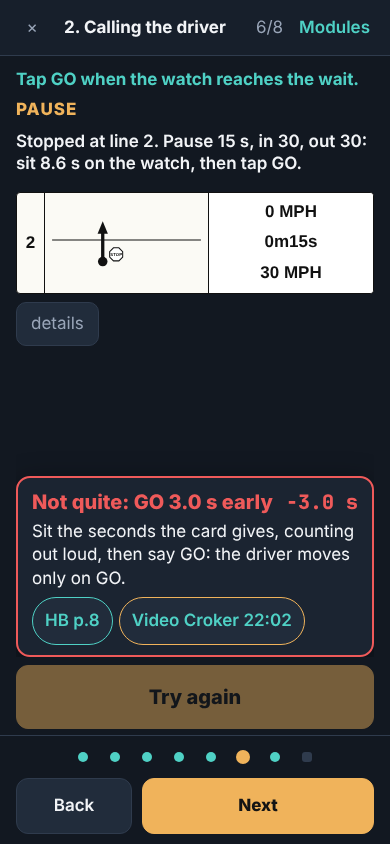 × 2. Calling the driver 6/8 Modules
Tap GO when the watch reaches the wait.
PAUSE
Stopped at line 2. Pause 15 s, in 30, out 30:
sit 8.6 s on the watch, then tap GO.
0 MPH
2 STOP 0m15s
30 MPH
details
Not quite: GO 3.0 s early -3.0 s
Sit the seconds the card gives, counting
out loud, then say GO: the driver moves
only on GO.
HB p.8 Video Croker 22:02
Try again
Back Next